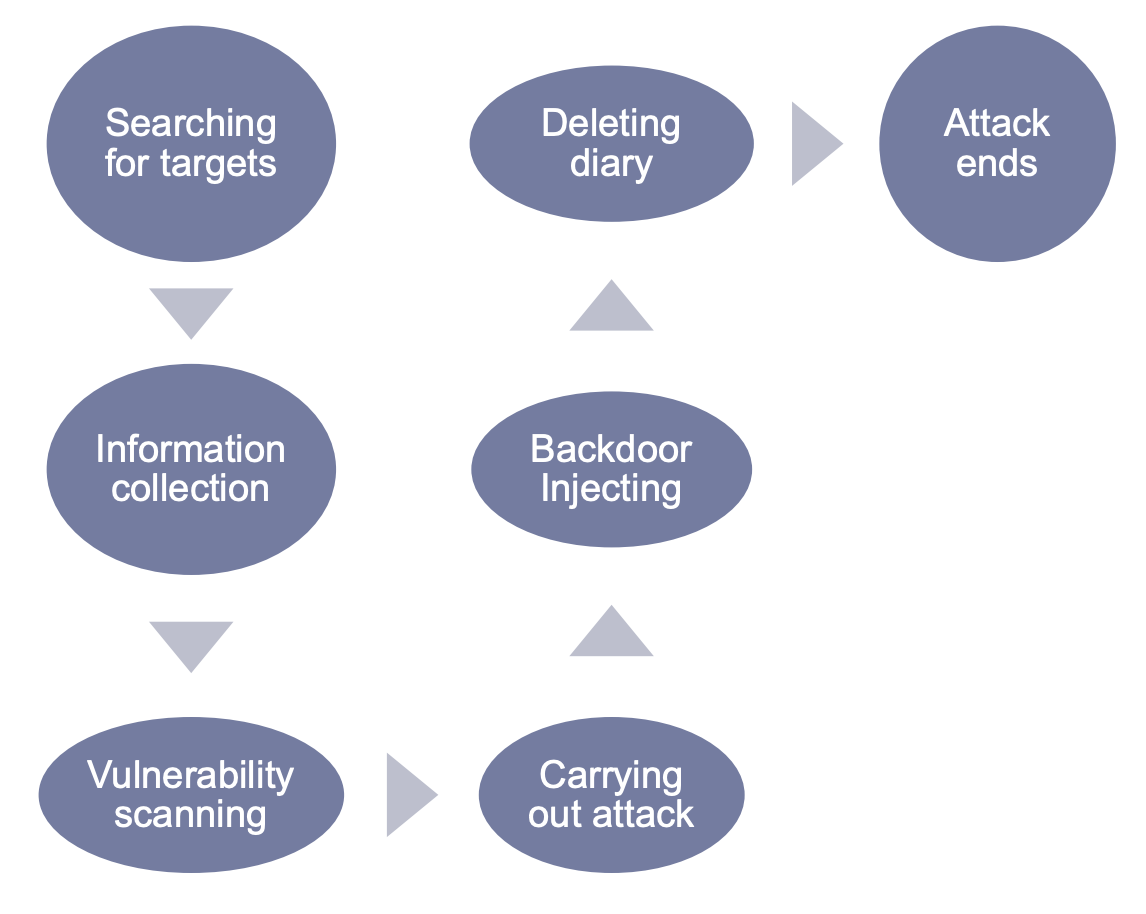 Searching
for targets
Information
collection
Vulnerability
scanning
Carrying
out attack
Backdoor
Injecting
Deleting
diary
Attack
ends